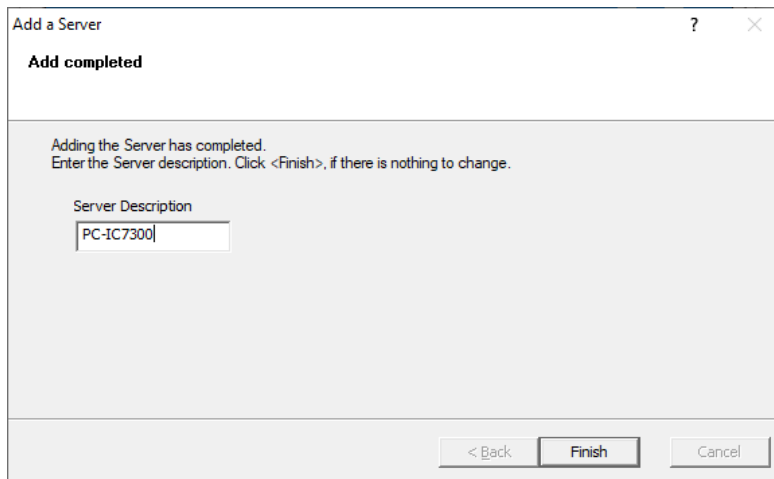 Add a Server
?
Add completed
Adding the Server has completed.
Enter the Server description. Click <Finish>, if there is nothing to change.
Server Description
PC-IC7300
< Back
Finish
Cancel